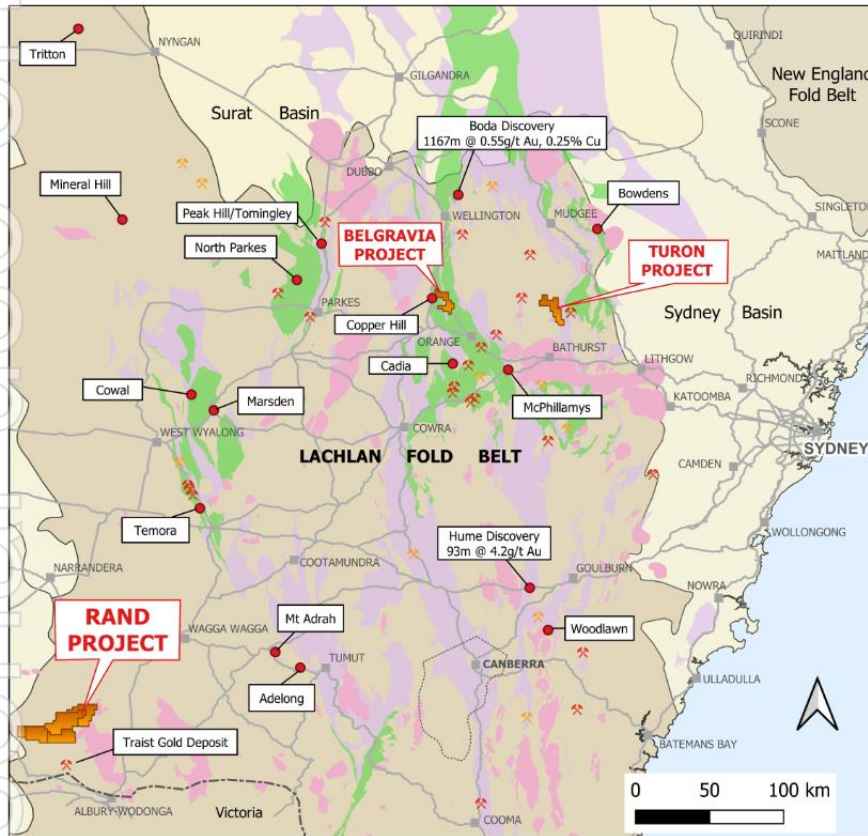 Tritton
NYNGAN
QUIRINDI
GILGANDRA
New England
Fold Belt
Surat Basin
SCONE
Boda Discovery
1167m @ 0.55g/t Au, 0.25% Cu
DUBBO
Mineral Hill
Bowdens
SINGLETON
Peak Hill/Tomingley
WELLINGTON
MUDGEE
BELGRAVIA
PROJECT
TURON
PROJECT
North Parkes
MAITLAND
PARKES
Copper Hill
Sydney Basin
ORANGE
BATHURST
LITHGOW
Cadia
RICHMOND
Cowal
Marsden
McPhillamys
KATOOMBA
COWRA
WEST WYALONG
SYDNEY
LACHLAN FOLD BELT
CAMDEN
Temora
WOLLONGONG
Hume Discovery
93m @ 4.2g/t Au
COOTAMUNDRA
GOULBURN
NARRANDERA
NOWRA
RAND
PROJECT
Mt Adrah
WAGGA WAGGA
Woodlawn
TUMUT
CANBERRA
Adelong
ULLADULLA
Traist Gold Deposit
BATEMANS BAY
0 50 100 km
ALBURY-WODONGA
Victoria
COOMA